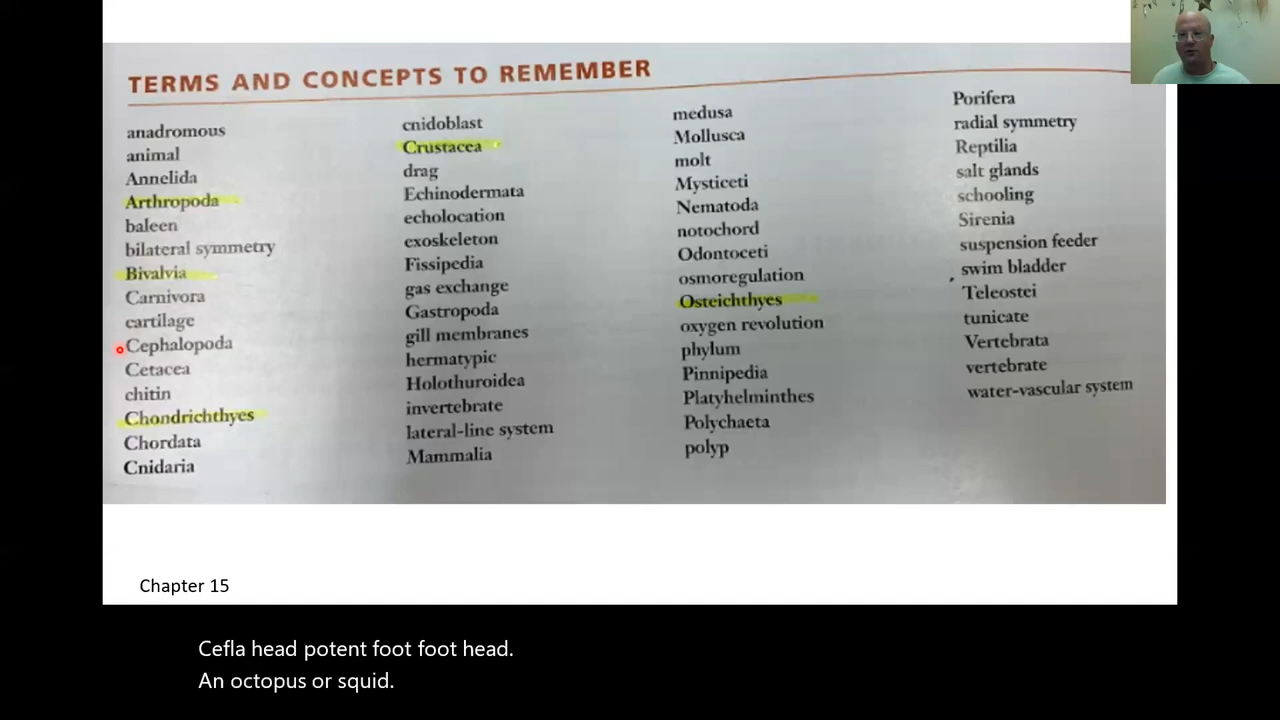 TERMS AND CONCEPTS TO REMEMBER
anadromous
animal
Annelida
Arthropoda
baleen
bilateral symmetry
Bivalvia
Carnivora
cartilage
Cephalopoda
Cetacea
chitin
Chondrichthyes
Chordata
Cnidaria
cnidoblast
Crustacea
drag
Echinodermata
echolocation
exoskeleton
Fissipedia
gas exchange
Gastropoda
gill membranes
hermatypic
Holothuroidea
invertebrate
lateral-line system
Mammalia
medusa
Mollusca
molt
Mysticeti
Nematoda
notochord
Odontoceti
osmoregulation
Osteichthyes
oxygen revolution
phylum
Pinnipedia
Platyhelminthes
Polychaeta
polyp
Porifera
radial symmetry
Reptilia
salt glands
schooling
Sirenia
suspension feeder
swim bladder
Teleostei
tunicate
Vertebrata
vertebrate
water-vascular system
Chapter 15
Cefla head potent foot foot head.
An octopus or squid.